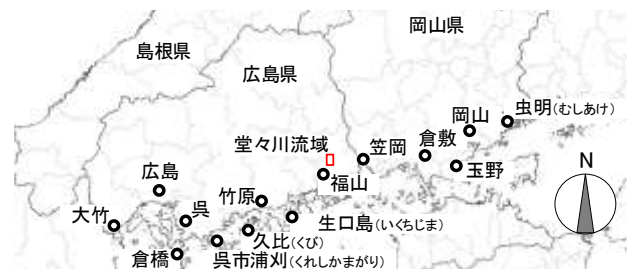 岡山県
島根県
広島県
岡山
虫明(むしあけ)
堂々川流域
笠岡
倉敷
玉野
N
広島
福山
竹原
大竹
呉
生口島(いくちじま)
久比(くび)
倉橋
呉市浦刈(くれしかまがり)